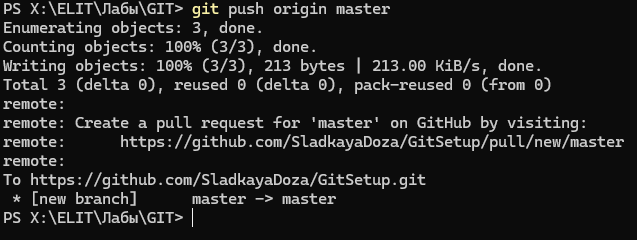 PS X:\ELIT\Лабы\GIT> git push origin master
Enumerating objects: 3, done.
Counting objects: 100% (3/3), done.
Writing objects: 100% (3/3), 213 bytes | 213.00 KiB/s, done.
Total 3 (delta 0), reused 0 (delta 0), pack-reused 0 (from 0)
remote:
remote: Create a pull request for 'master' on GitHub by visiting:
remote:      https://github.com/SladkayaDoza/GitSetup/pull/new/master
remote:
To https://github.com/SladkayaDoza/GitSetup.git
 * [new branch]      master -> master
PS X:\ELIT\Лабы\GIT>